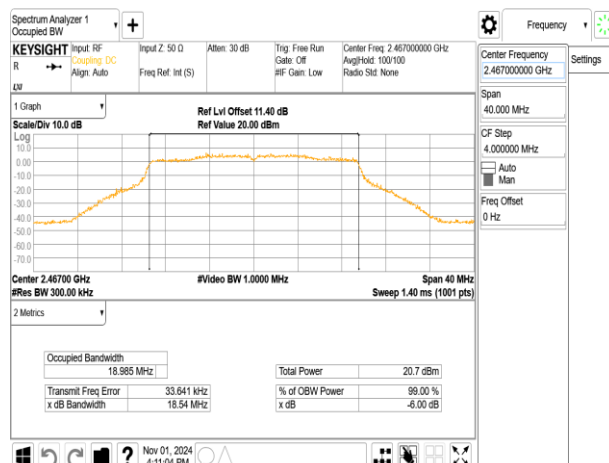 Spectrum Analyzer 1
Occupied BW
+
Frequency
KEYSIGHT
R
LXI
Input: RF
Coupling: DC
Align: Auto
Input Z: 50 Ω
Freq Ref: Int (S)
Atten: 30 dB
Trig: Free Run
Gate: Off
#IF Gain: Low
Center Freq: 2.467000000 GHz
Avg|Hold: 100/100
Radio Std: None
Center Frequency
2.467000000 GHz
Settings
Span
40.000 MHz
CF Step
4.000000 MHz
Auto
Man
Freq Offset
0 Hz
1 Graph
Scale/Div 10.0 dB
Ref Lvl Offset 11.40 dB
Ref Value 20.00 dBm
Log
10.0
0.00
-10.0
-20.0
-30.0
-40.0
-50.0
-60.0
-70.0
Center 2.46700 GHz
#Res BW 300.00 kHz
#Video BW 1.0000 MHz
Span 40 MHz
Sweep 1.40 ms (1001 pts)
2 Metrics
Occupied Bandwidth
18.985 MHz
Total Power 20.7 dBm
Transmit Freq Error 33.641 kHz
% of OBW Power 99.00 %
x dB Bandwidth 18.54 MHz
x dB -6.00 dB
?
Nov 01, 2024
4:11:04 PM